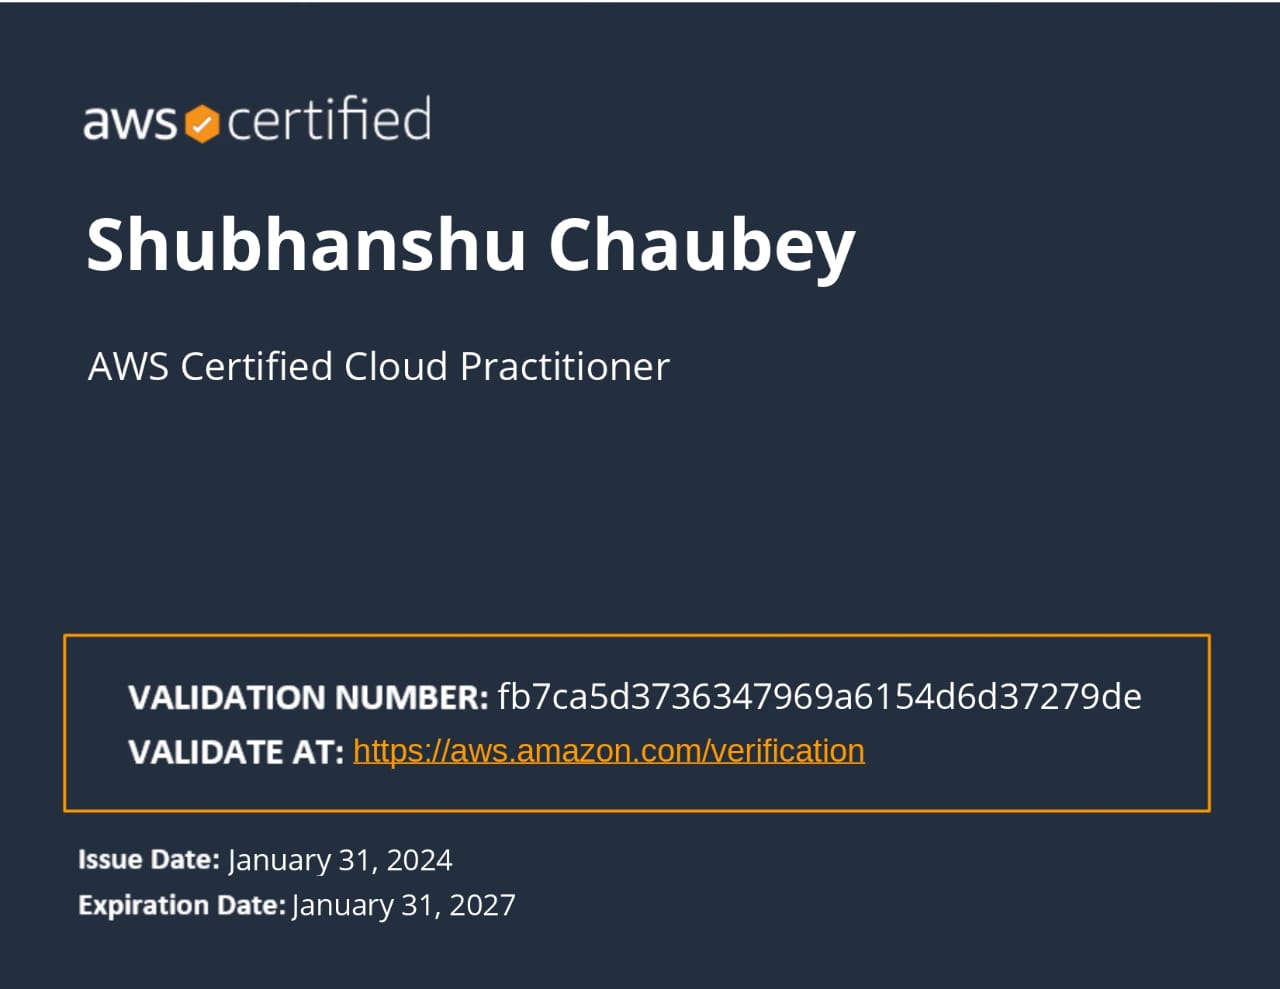 aws certified
Shubhanshu Chaubey
AWS Certified Cloud Practitioner
VALIDATION NUMBER: fb7ca5d3736347969a6154d6d37279de
VALIDATE AT: https://aws.amazon.com/verification
Issue Date: January 31, 2024
Expiration Date: January 31, 2027